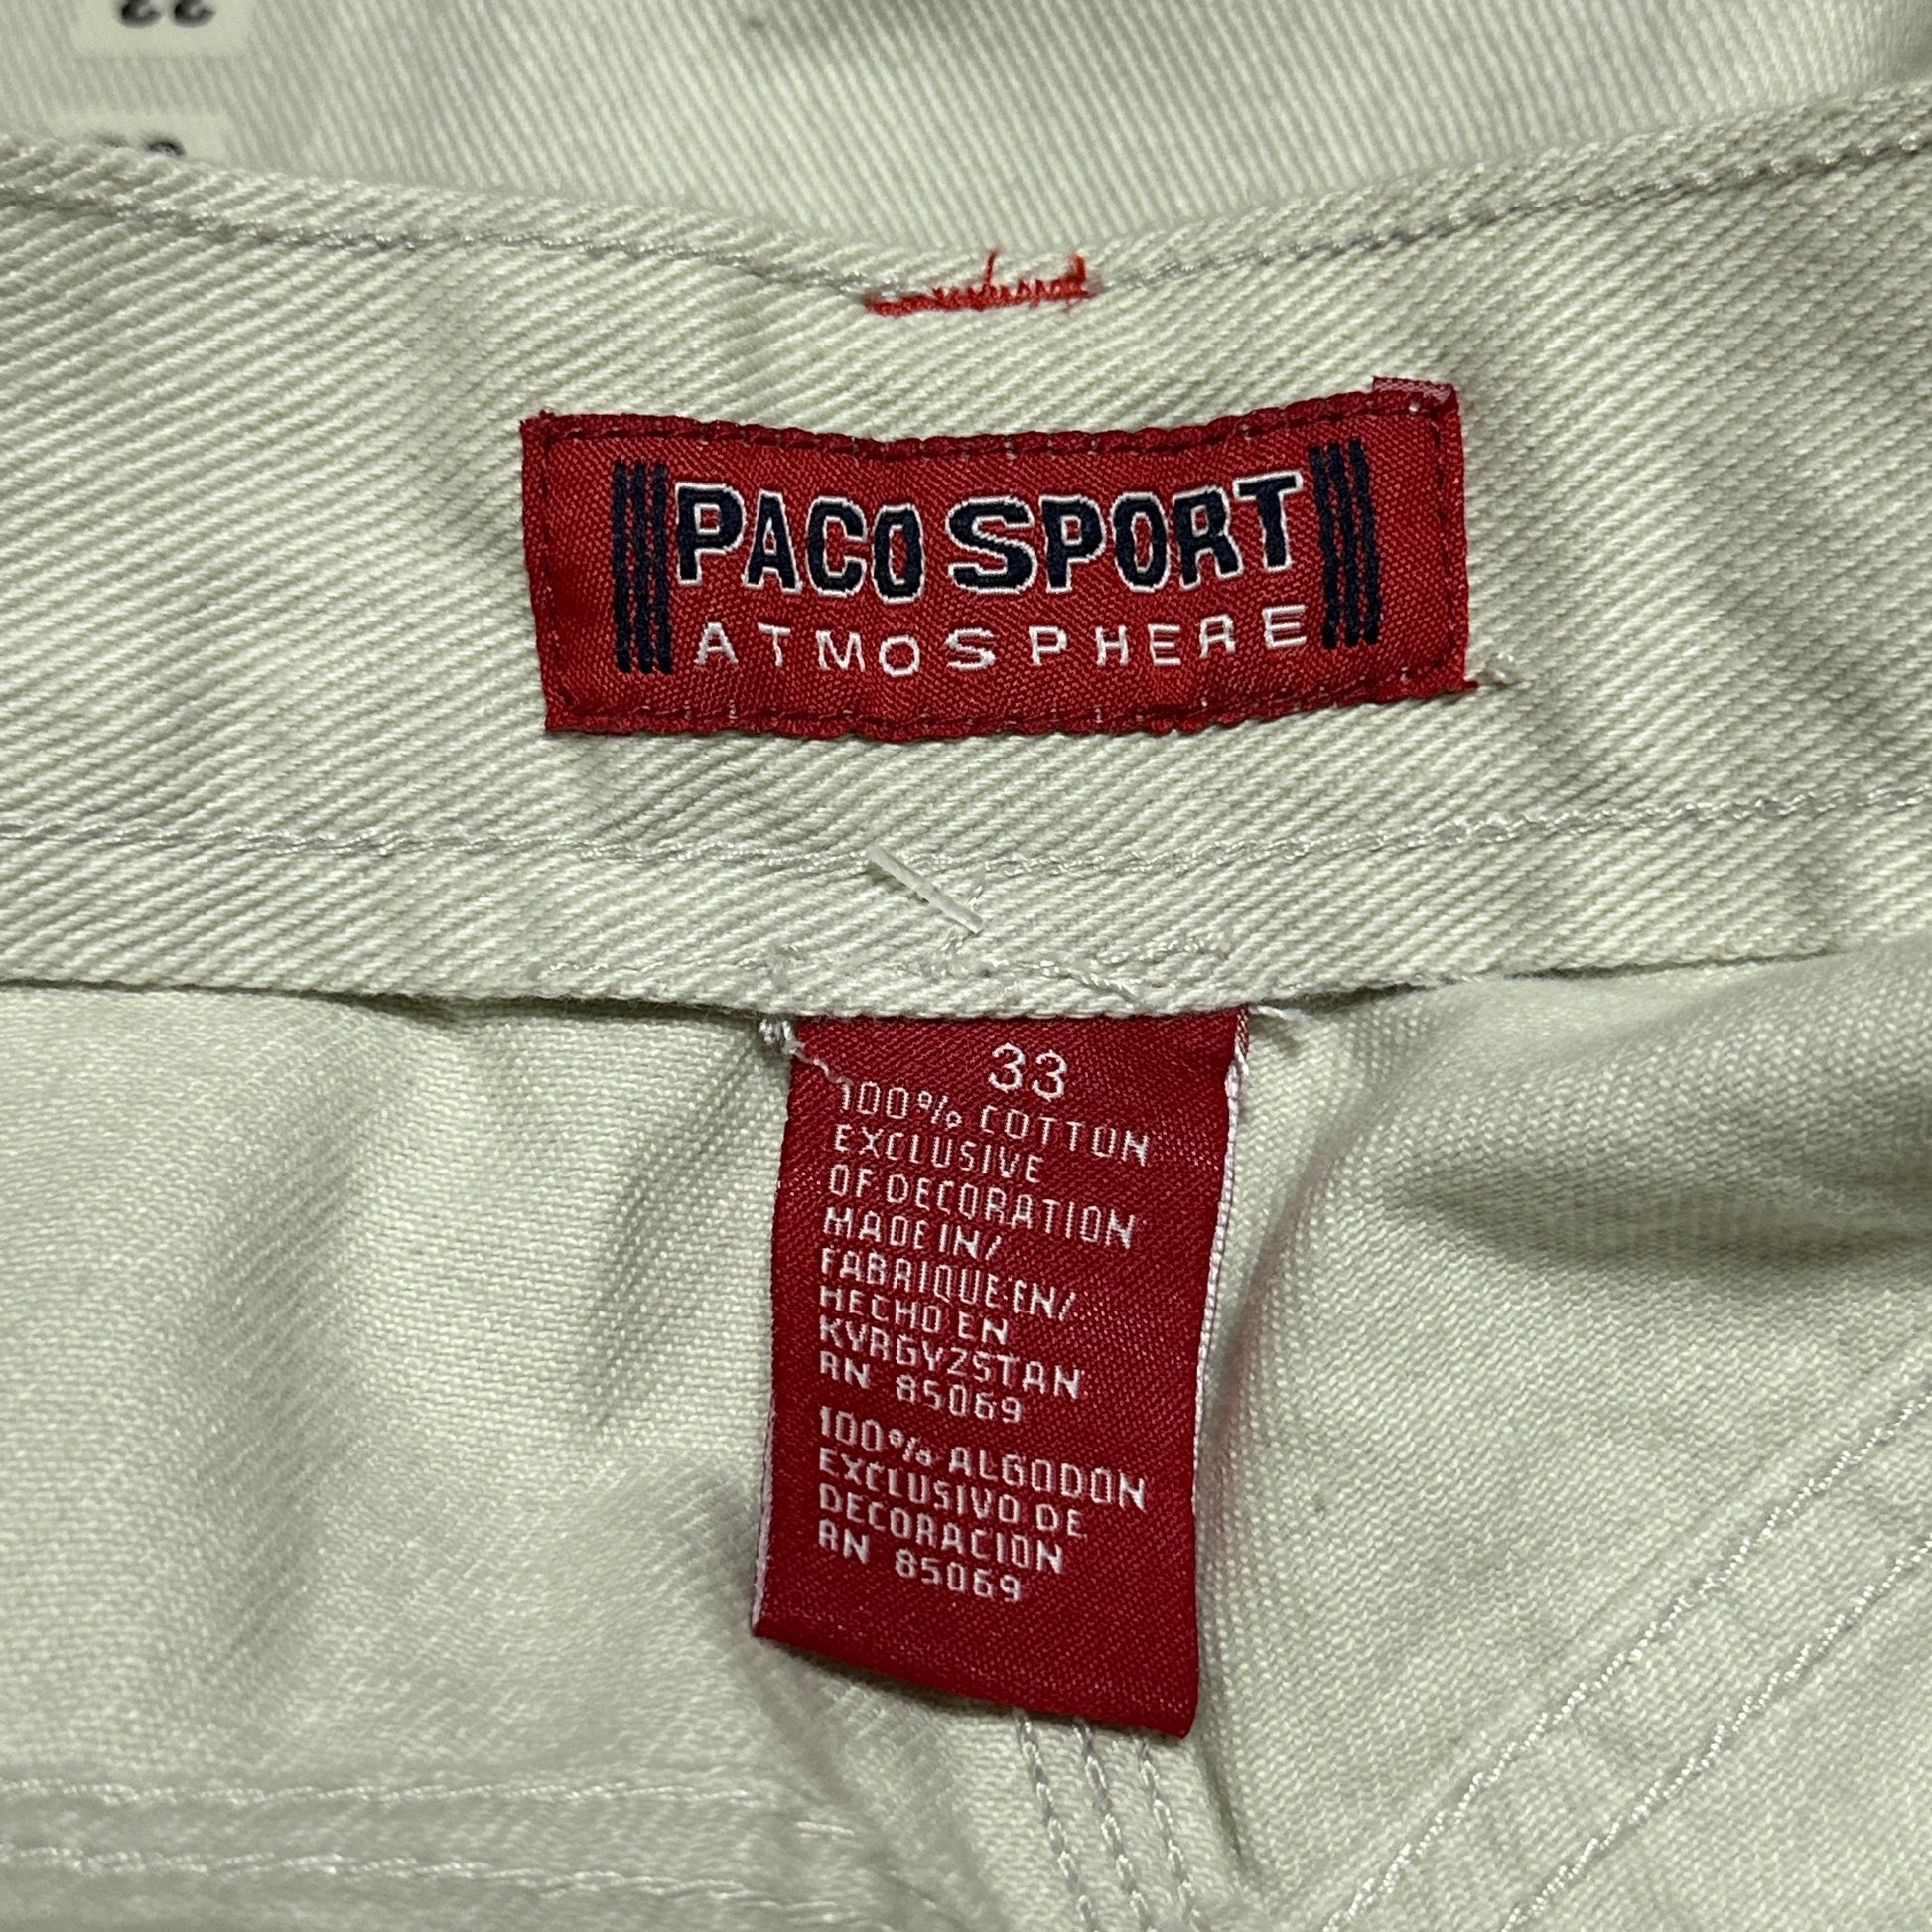 PACO SPORT
ATMOSPHERE
33
100% COTTON
EXCLUSIVE
OF DECORATION
MADE IN/
FABRIQUE EN/
HECHO EN
KYRGYZSTAN
RN 85069
100% ALGODON
EXCLUSIVO DE
DECORACION
RN 85069